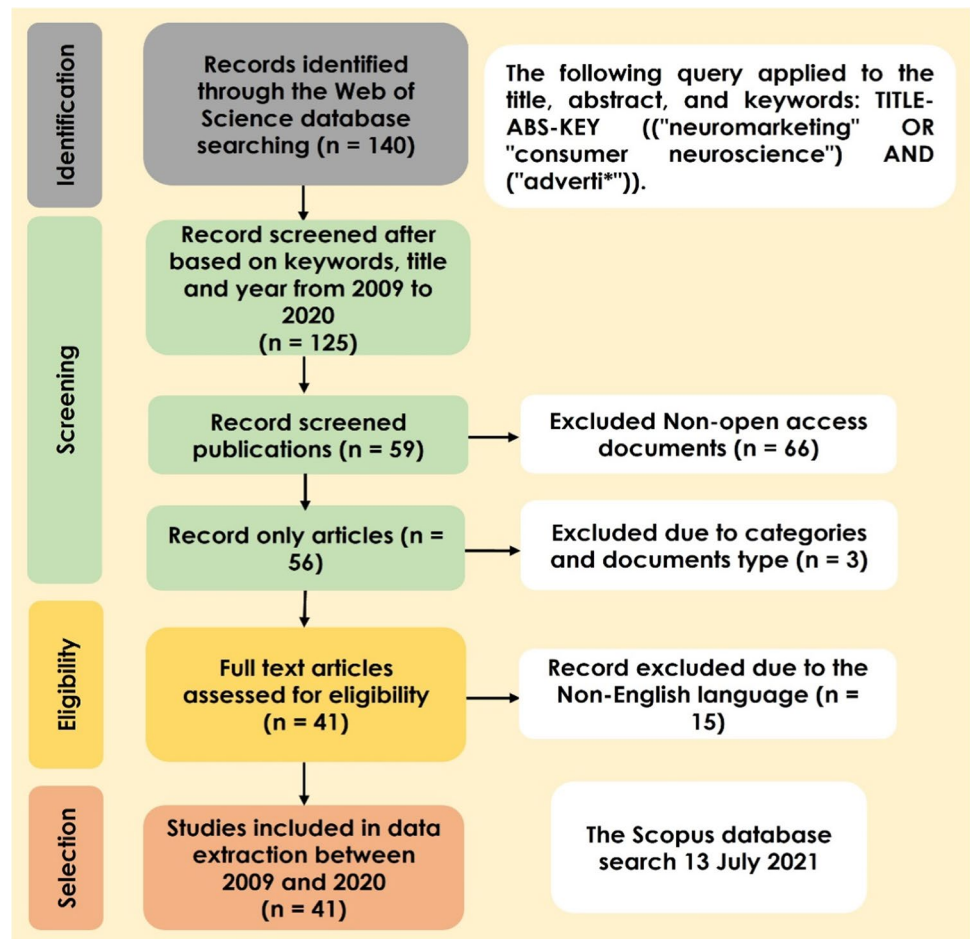 Identification
Records identified
through the Web of
Science database
searching (n = 140)
The following query applied to the
title, abstract, and keywords: TITLE-
ABS-KEY (("neuromarketing" OR
"consumer neuroscience") AND
("adverti*")).
Screening
Record screened after
based on keywords, title
and year from 2009 to
2020
(n = 125)
Record screened
publications (n = 59)
Excluded Non-open access
documents (n = 66)
Record only articles (n =
56)
Excluded due to categories
and documents type (n = 3)
Eligibility
Full text articles
assessed for eligibility
(n = 41)
Record excluded due to the
Non-English language (n =
15)
Selection
Studies included in data
extraction between
2009 and 2020
(n = 41)
The Scopus database
search 13 July 2021